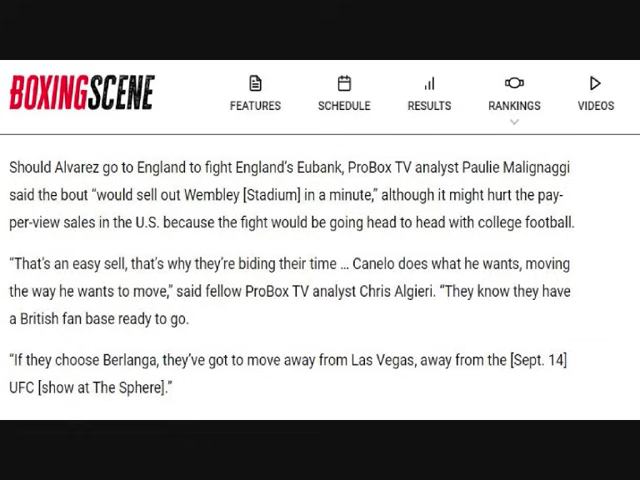 BOXINGSCENE
FEATURES
SCHEDULE
RESULTS
RANKINGS
VIDEOS
Should Alvarez go to England to fight England's Eubank, ProBox TV analyst Paulie Malignaggi
said the bout “would sell out Wembley [Stadium] in a minute,” although it might hurt the pay-
per-view sales in the U.S. because the fight would be going head to head with college football.
“That's an easy sell, that's why they're biding their time … Canelo does what he wants, moving
the way he wants to move,” said fellow ProBox TV analyst Chris Algieri. “They know they have
a British fan base ready to go.
“If they choose Berlanga, they've got to move away from Las Vegas, away from the [Sept. 14]
UFC [show at The Sphere].”